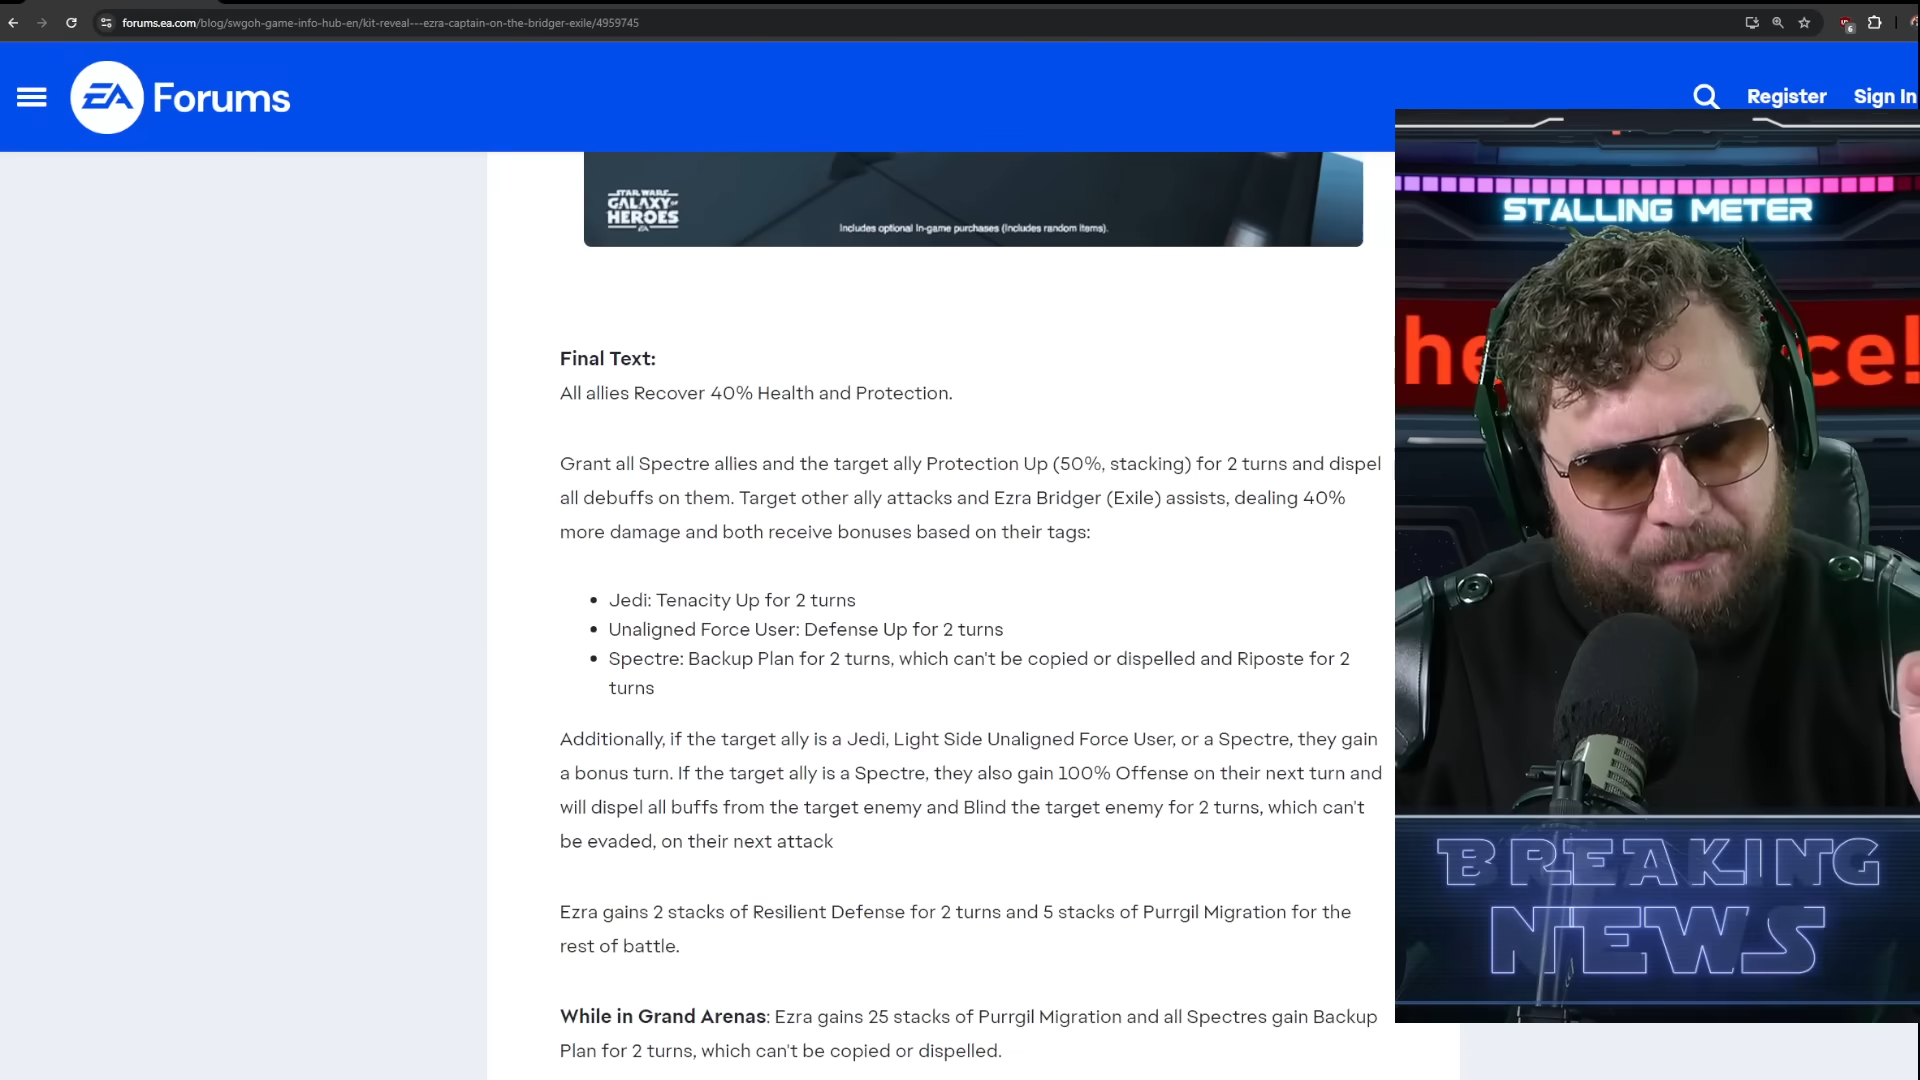 forums.ea.com/blog/swgoh-game-info-hub-en/kit-reveal---ezra-captain-on-the-bridger-exile/4959745
6
EA Forums
Register
Sign In
STAR WARS
GALAXY OF
HEROES
EA
Includes optional in-game purchases (Includes random items).
STALLING METER
he
ce!
Final Text:
All allies Recover 40% Health and Protection.
Grant all Spectre allies and the target ally Protection Up (50%, stacking) for 2 turns and dispel
all debuffs on them. Target other ally attacks and Ezra Bridger (Exile) assists, dealing 40%
more damage and both receive bonuses based on their tags:
• Jedi: Tenacity Up for 2 turns
• Unaligned Force User: Defense Up for 2 turns
• Spectre: Backup Plan for 2 turns, which can't be copied or dispelled and Riposte for 2
turns
Additionally, if the target ally is a Jedi, Light Side Unaligned Force User, or a Spectre, they gain
a bonus turn. If the target ally is a Spectre, they also gain 100% Offense on their next turn and
will dispel all buffs from the target enemy and Blind the target enemy for 2 turns, which can't
be evaded, on their next attack
Ezra gains 2 stacks of Resilient Defense for 2 turns and 5 stacks of Purrgil Migration for the
rest of battle.
While in Grand Arenas: Ezra gains 25 stacks of Purrgil Migration and all Spectres gain Backup
Plan for 2 turns, which can't be copied or dispelled.
BREAKING
NEWS